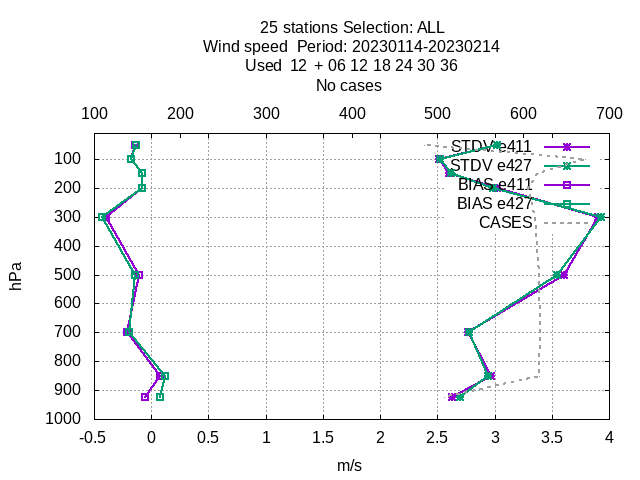 25 stations Selection: ALL
Wind speed  Period: 20230114-20230214
Used  12  + 06 12 18 24 30 36
No cases
100 200 300 400 500 600 700
STDV e411
STDV e427
BIAS e411
BIAS e427
CASES
hPa
100
200
300
400
500
600
700
800
900
1000
-0.5 0 0.5 1 1.5 2 2.5 3 3.5 4
m/s